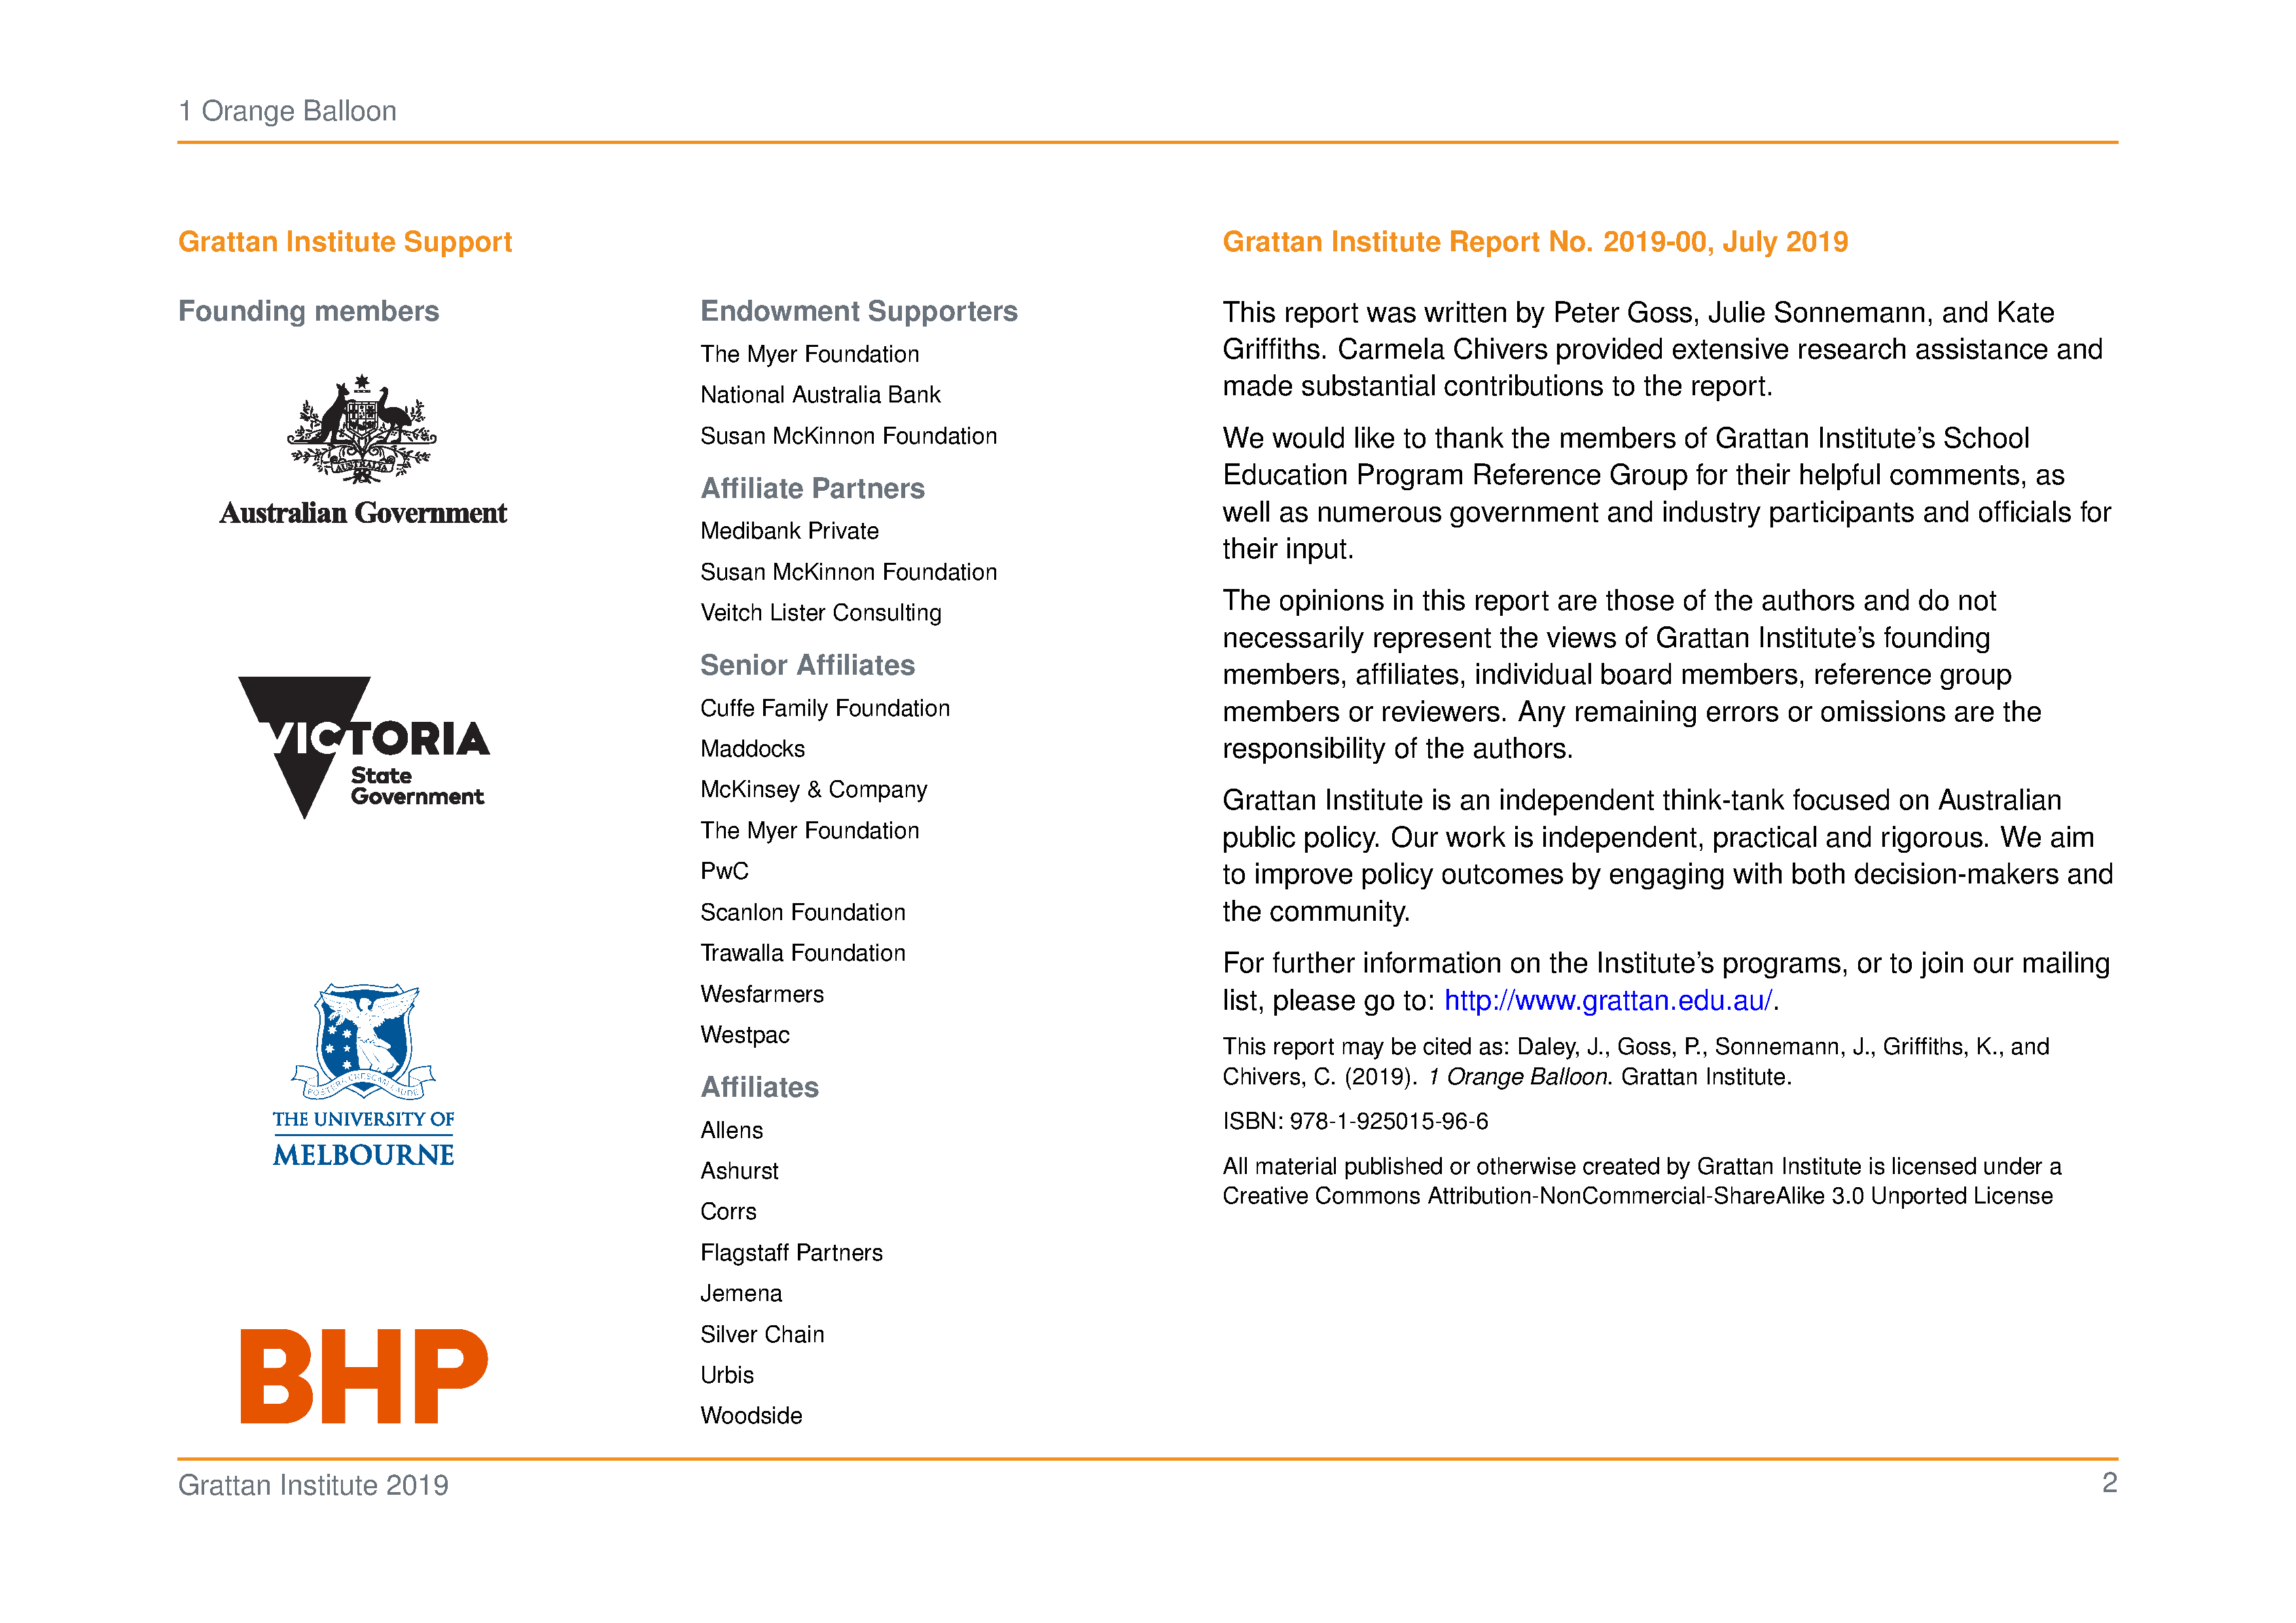 1 Orange Balloon
Grattan Institute Support
Founding members
AUSTRALIA
Australian Government
VICTORIA
State
Government
POSTERA CRESCAM LAUDE
THE UNIVERSITY OF
MELBOURNE
BHP
Endowment Supporters
The Myer Foundation
National Australia Bank
Susan McKinnon Foundation
Affiliate Partners
Medibank Private
Susan McKinnon Foundation
Veitch Lister Consulting
Senior Affiliates
Cuffe Family Foundation
Maddocks
McKinsey & Company
The Myer Foundation
PwC
Scanlon Foundation
Trawalla Foundation
Wesfarmers
Westpac
Affiliates
Allens
Ashurst
Corrs
Flagstaff Partners
Jemena
Silver Chain
Urbis
Woodside
Grattan Institute Report No. 2019-00, July 2019
This report was written by Peter Goss, Julie Sonnemann, and Kate
Griffiths. Carmela Chivers provided extensive research assistance and
made substantial contributions to the report.
We would like to thank the members of Grattan Institute’s School
Education Program Reference Group for their helpful comments, as
well as numerous government and industry participants and officials for
their input.
The opinions in this report are those of the authors and do not
necessarily represent the views of Grattan Institute’s founding
members, affiliates, individual board members, reference group
members or reviewers. Any remaining errors or omissions are the
responsibility of the authors.
Grattan Institute is an independent think-tank focused on Australian
public policy. Our work is independent, practical and rigorous. We aim
to improve policy outcomes by engaging with both decision-makers and
the community.
For further information on the Institute’s programs, or to join our mailing
list, please go to: http://www.grattan.edu.au/.
This report may be cited as: Daley, J., Goss, P., Sonnemann, J., Griffiths, K., and
Chivers, C. (2019). 1 Orange Balloon. Grattan Institute.
ISBN: 978-1-925015-96-6
All material published or otherwise created by Grattan Institute is licensed under a
Creative Commons Attribution-NonCommercial-ShareAlike 3.0 Unported License
Grattan Institute 2019
2